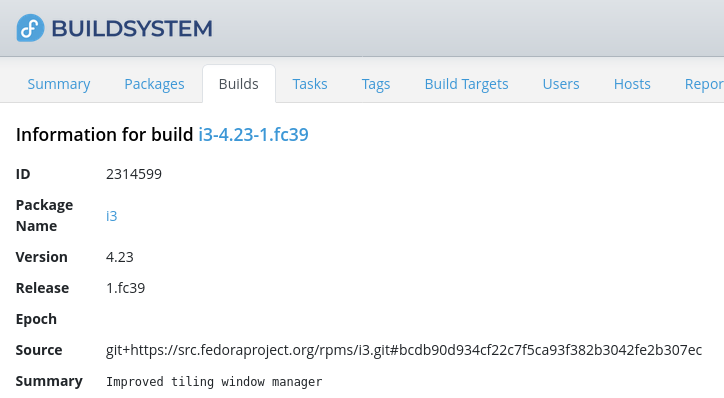 BUILDSYSTEM
Summary Packages Builds Tasks Tags Build Targets Users Hosts Repor
Information for build i3-4.23-1.fc39
ID 2314599
Package
Name i3
Version 4.23
Release 1.fc39
Epoch
Source git+https://src.fedoraproject.org/rpms/i3.git#bcdb90d934cf22c7f5ca93f382b3042fe2b307ec
Summary Improved tiling window manager